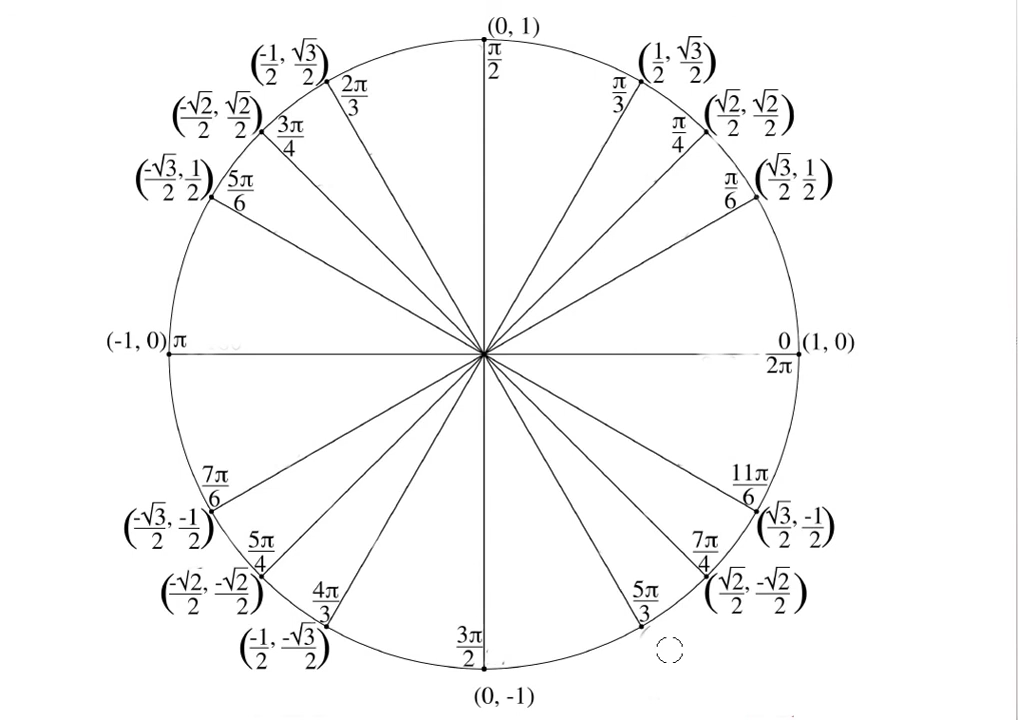 (0, 1)
π/2
(-1/2, √3/2)
2π/3
π/3
(1/2, √3/2)
(-√2/2, √2/2)
3π/4
π/4
(√2/2, √2/2)
(-√3/2, 1/2)
5π/6
π/6
(√3/2, 1/2)
(-1, 0) π
0 (1, 0)
2π
7π/6
11π/6
(-√3/2, -1/2)
(√3/2, -1/2)
5π/4
7π/4
(-√2/2, -√2/2)
(√2/2, -√2/2)
4π/3
5π/3
(-1/2, -√3/2)
3π/2
(0, -1)